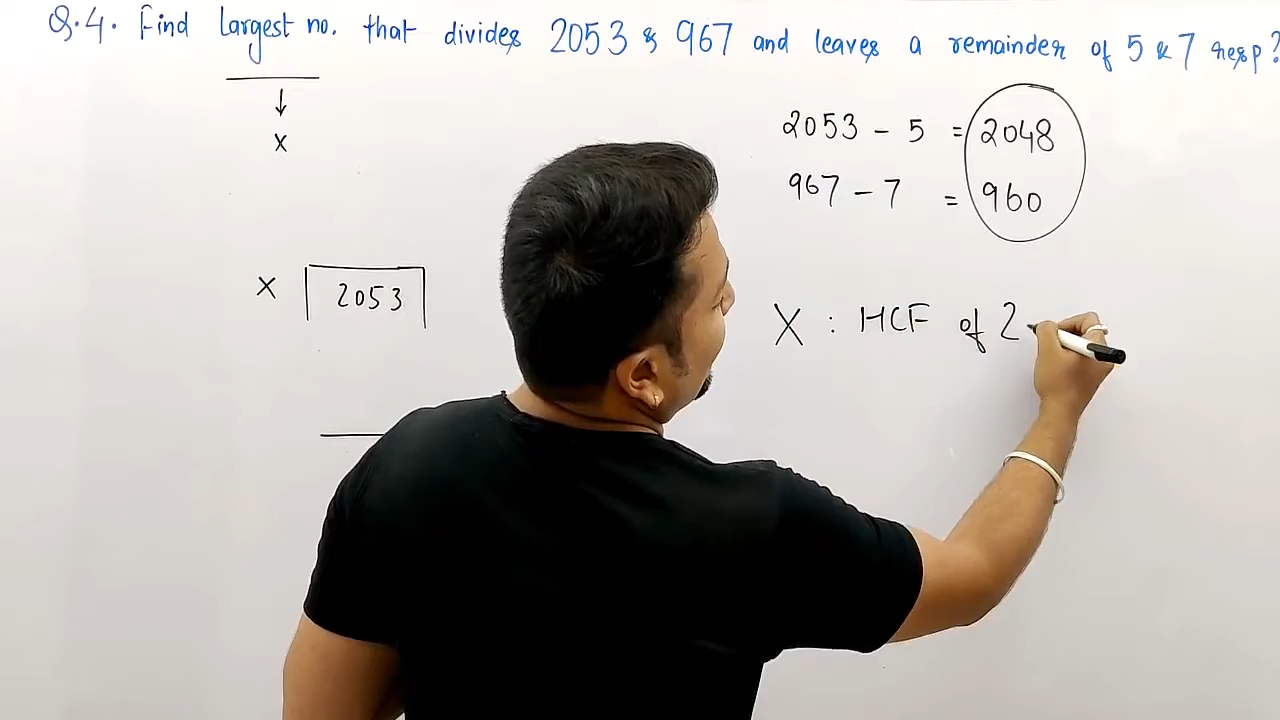 Q.4. Find largest no. that divides 2053 & 967 and leaves a remainder of 5 & 7 resp?
↓
x
2053 - 5 = 2048
967 - 7 = 960
x 2053
X : HCF of 2